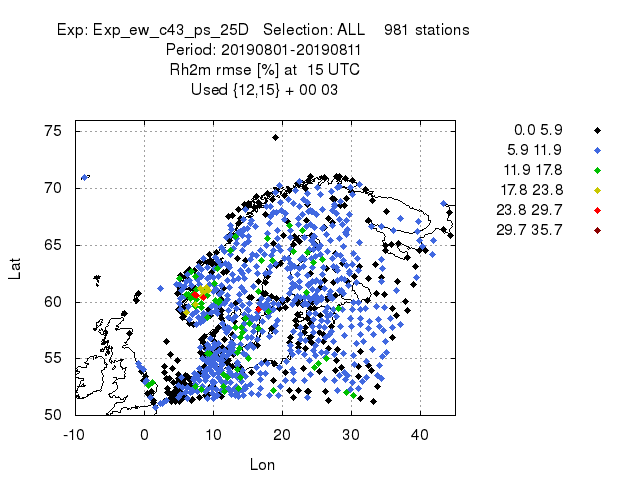 Exp: Exp_ew_c43_ps_25D   Selection: ALL    981 stations
Period: 20190801-20190811
Rh2m rmse [%] at  15 UTC
Used {12,15} + 00 03
75
70
65
60
55
50
Lat
-10 0 10 20 30 40
Lon
0.0 5.9
5.9 11.9
11.9 17.8
17.8 23.8
23.8 29.7
29.7 35.7